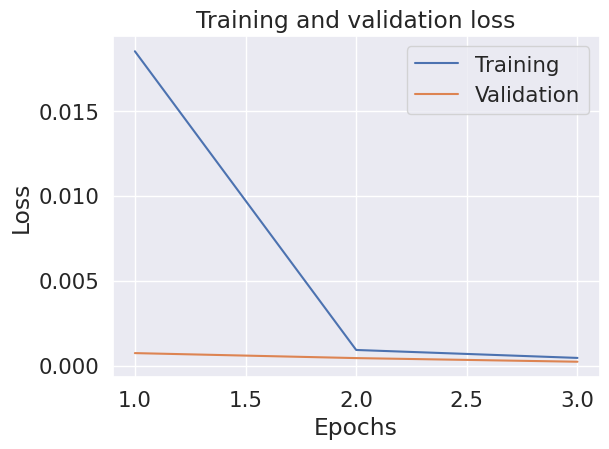 Training and validation loss
Training
Validation
0.015
0.010
0.005
0.000
Loss
1.0 1.5 2.0 2.5 3.0
Epochs